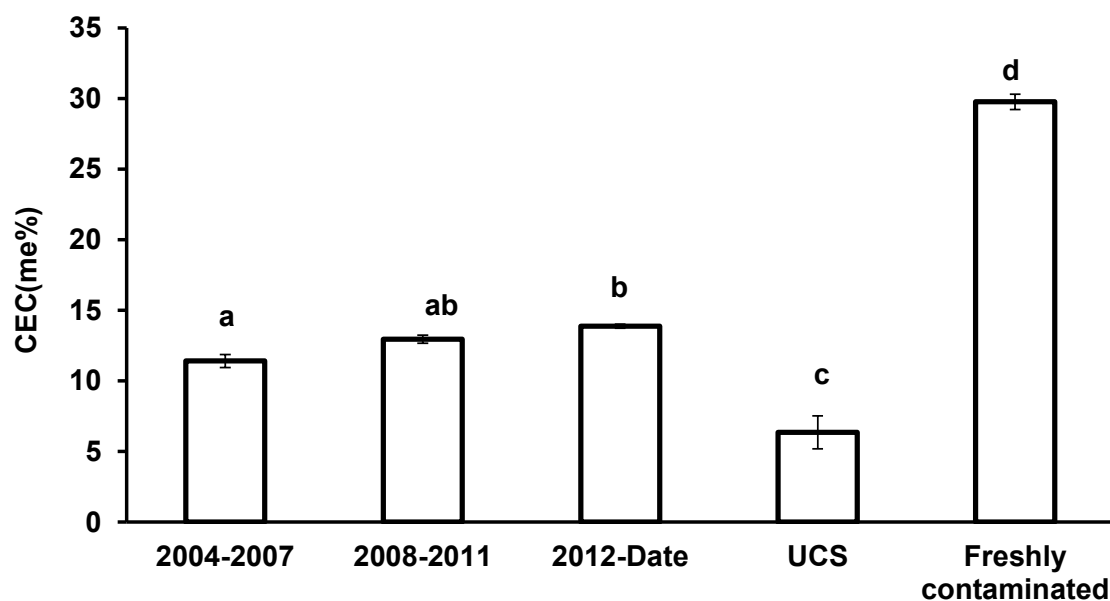 35
30
25
20
15
10
5
0
CEC(me%)
a
ab
b
c
d
2004-2007
2008-2011
2012-Date
UCS
Freshly
contaminated